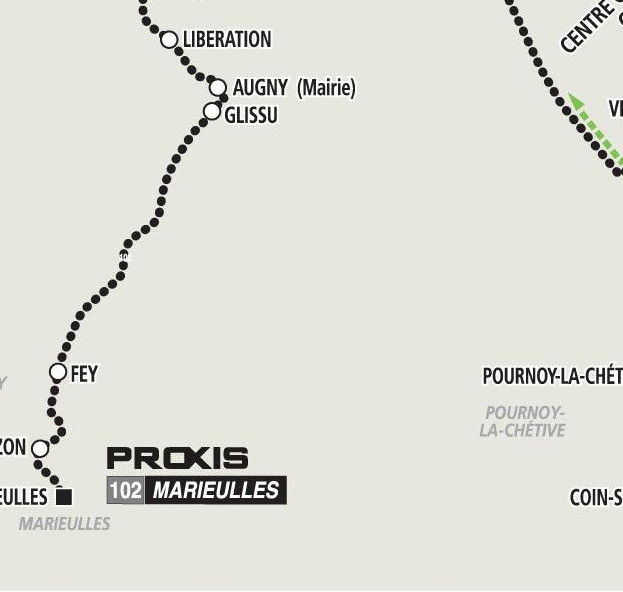 LIBERATION
CENTRE
AUGNY (Mairie)
GLISSU
FEY
POURNOY-LA-CHÉT
POURNOY-
LA-CHÉTIVE
ZON
PROXIS
102 MARIEULLES
EULLES
COIN-S
MARIEULLES